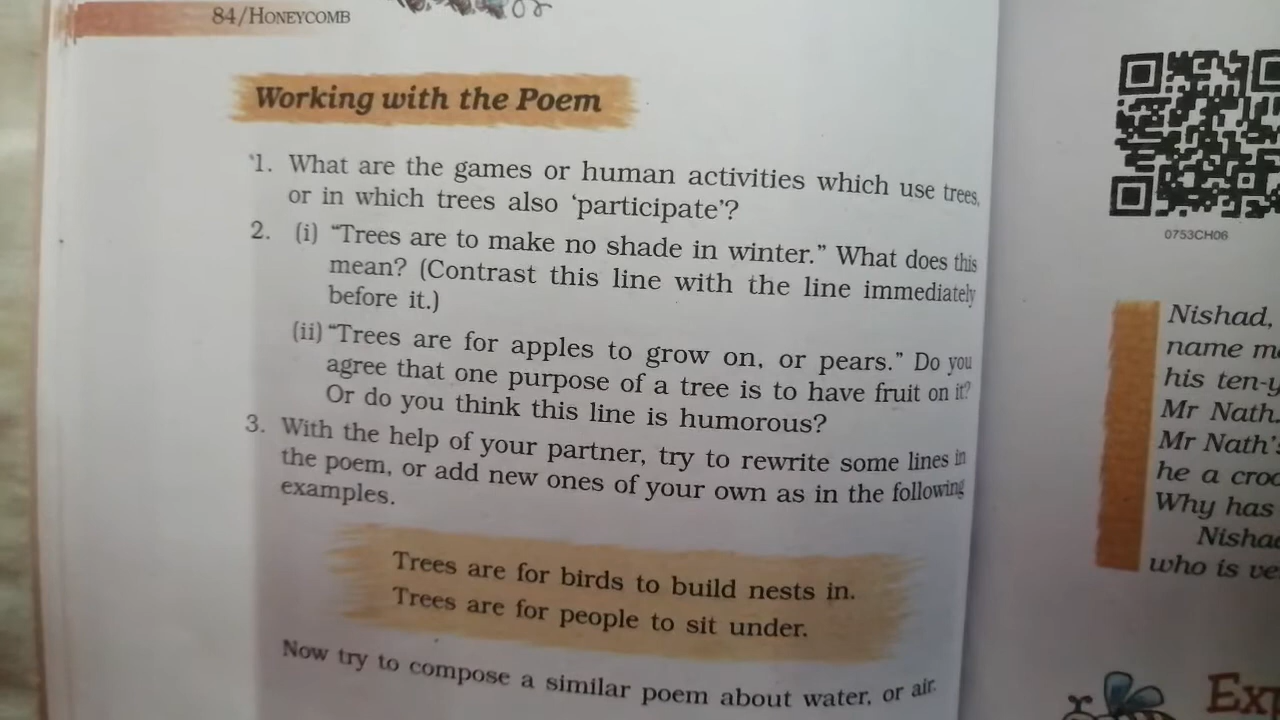 84/HONEYCOMB
Working with the Poem
1. What are the games or human activities which use trees,
or in which trees also ‘participate’?
2. (i) “Trees are to make no shade in winter.” What does this
mean? (Contrast this line with the line immediately
before it.)
(ii) “Trees are for apples to grow on, or pears.” Do you
agree that one purpose of a tree is to have fruit on it?
Or do you think this line is humorous?
3. With the help of your partner, try to rewrite some lines in
the poem, or add new ones of your own as in the following
examples.
Trees are for birds to build nests in.
Trees are for people to sit under.
Now try to compose a similar poem about water, or air.
0753CH06
Nishad,
name
his
Mr Nath
Mr Nath's
he a
Why has
who is